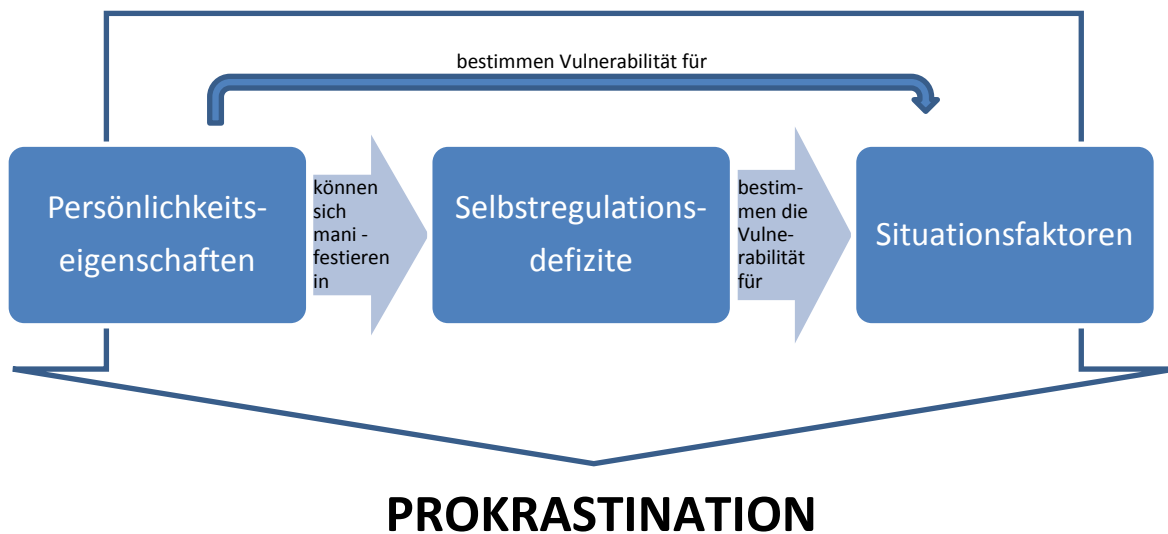 bestimmen Vulnerabilität für
Persönlichkeits-
eigenschaften
können
sich
mani -
festieren
in
Selbstregulations-
defizite
bestim-
men die
Vulne-
rabilität
für
Situationsfaktoren
PROKRASTINATION